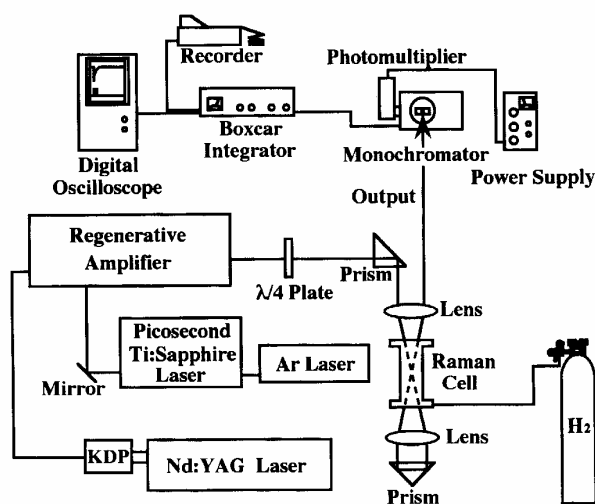 Recorder
Photomultiplier
Boxcar
Integrator
Digital
Oscilloscope
Monochromator
Power Supply
Output
Regenerative
Amplifier
Prism
λ/4 Plate
Lens
Picosecond
Ti:Sapphire
Laser
Ar Laser
Mirror
Raman
Cell
H2
KDP
Nd:YAG Laser
Lens
Prism